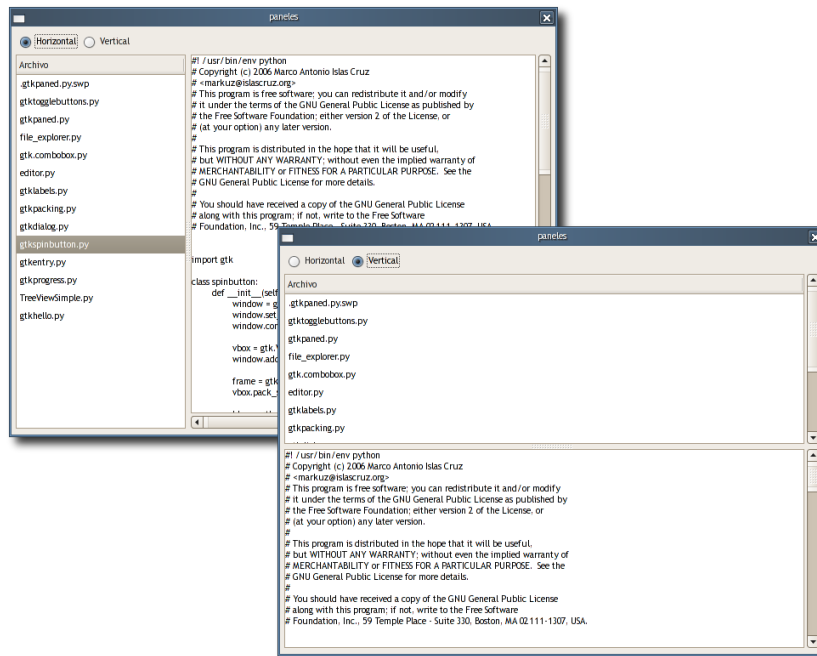 paneles
Horizontal Vertical
Archivo
.gtkpaned.py.swp
gtktogglebuttons.py
gtkpaned.py
file_explorer.py
gtk.combobox.py
editor.py
gtklabels.py
gtkpacking.py
gtkdialog.py
gtkspinbutton.py
gtkentry.py
gtkprogress.py
TreeViewSimple.py
gtkhello.py
#! /usr/bin/env python
# Copyright (c) 2006 Marco Antonio Islas Cruz
# <markuz@islascruz.org>
# This program is free software; you can redistribute it and/or modify
# it under the terms of the GNU General Public License as published by
# the Free Software Foundation; either version 2 of the License, or
# (at your option) any later version.
#
# This program is distributed in the hope that it will be useful,
# but WITHOUT ANY WARRANTY; without even the implied warranty of
# MERCHANTABILITY or FITNESS FOR A PARTICULAR PURPOSE. See the
# GNU General Public License for more details.
#
# You should have received a copy of the GNU General Public License
# along with this program; if not, write to the Free Software
# Foundation, Inc., 59 Temple Place - Suite 330, Boston, MA 02111-1307, USA.
import gtk
class spinbutton:
def __init__(self
window = g
window.set_
window.con
vbox = gtk.
window.add
frame = gtk
vbox.pack_
paneles
Horizontal Vertical
Archivo
.gtkpaned.py.swp
gtktogglebuttons.py
gtkpaned.py
file_explorer.py
gtk.combobox.py
editor.py
gtklabels.py
gtkpacking.py
#! /usr/bin/env python
# Copyright (c) 2006 Marco Antonio Islas Cruz
# <markuz@islascruz.org>
# This program is free software; you can redistribute it and/or modify
# it under the terms of the GNU General Public License as published by
# the Free Software Foundation; either version 2 of the License, or
# (at your option) any later version.
#
# This program is distributed in the hope that it will be useful,
# but WITHOUT ANY WARRANTY; without even the implied warranty of
# MERCHANTABILITY or FITNESS FOR A PARTICULAR PURPOSE. See the
# GNU General Public License for more details.
#
# You should have received a copy of the GNU General Public License
# along with this program; if not, write to the Free Software
# Foundation, Inc., 59 Temple Place - Suite 330, Boston, MA 02111-1307, USA.